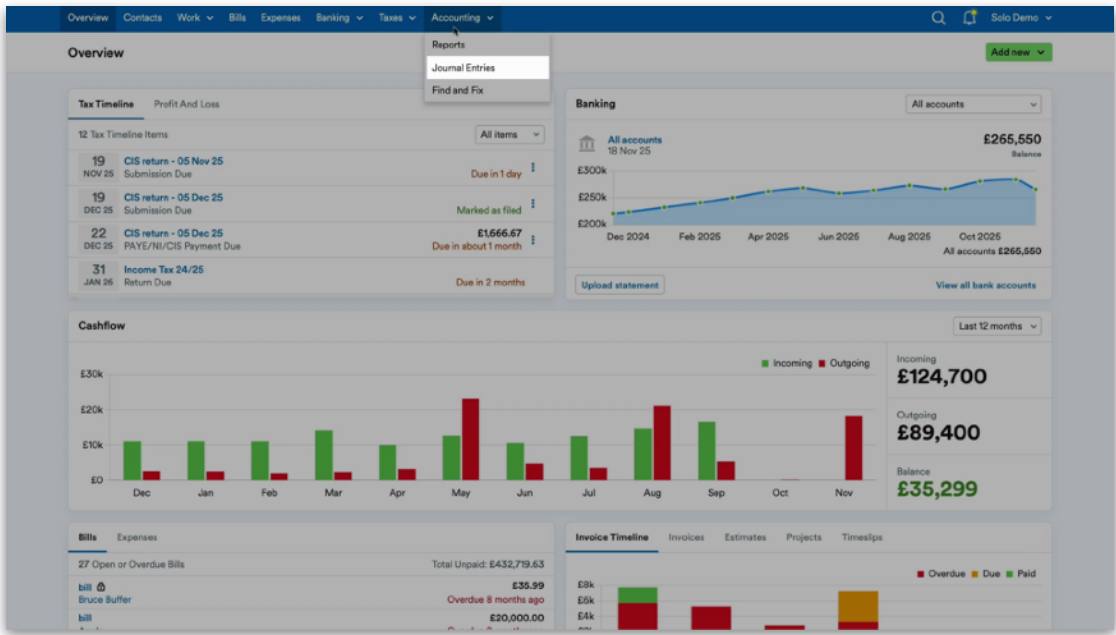 Overview Contacts Work Bills Expenses Banking Taxes Accounting Solo Demo
Reports
Journal Entries
Find and Fix
Overview
Add new
Tax Timeline Profit And Loss
12 Tax Timeline Items All items
19 NOV 25 CIS return - 05 Nov 25
Submission Due Due in 1 day
19 DEC 25 CIS return - 05 Dec 25
Submission Due Marked as filed
22 DEC 25 CIS return - 05 Dec 25 £1,666.67
PAYE/NI/CIS Payment Due Due in about 1 month
31 JAN 26 Income Tax 24/25
Return Due Due in 2 months
Banking All accounts
All accounts £265,550
18 Nov 25 Balance
£300k
£250k
£200k
Dec 2024 Feb 2025 Apr 2025 Jun 2025 Aug 2025 Oct 2025
All accounts £265,550
Upload statement View all bank accounts
Cashflow Last 12 months
Incoming Outgoing
£30k
£20k
£10k
£0
Dec Jan Feb Mar Apr May Jun Jul Aug Sep Oct Nov
Incoming
£124,700
Outgoing
£89,400
Balance
£35,299
Bills Expenses
27 Open or Overdue Bills Total Unpaid: £432,719.63
bill £35.99
Bruce Buffer Overdue 8 months ago
bill £20,000.00
Invoice Timeline Invoices Estimates Projects Timeslips
Overdue Due Paid
£8k
£6k
£4k